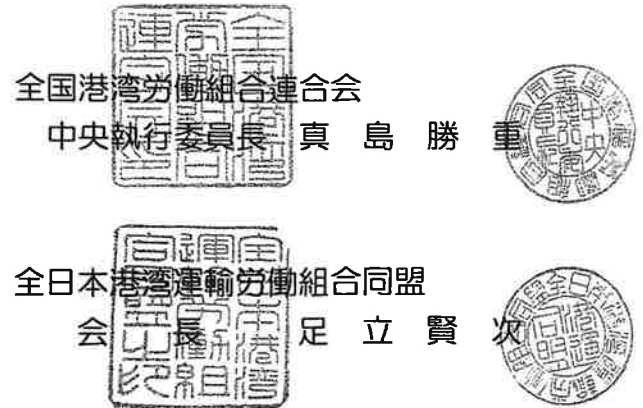 全国港湾労働組合連合会
中央執行委員長 真島勝重
全日本港湾運輸労働組合同盟
会長 足立賢次